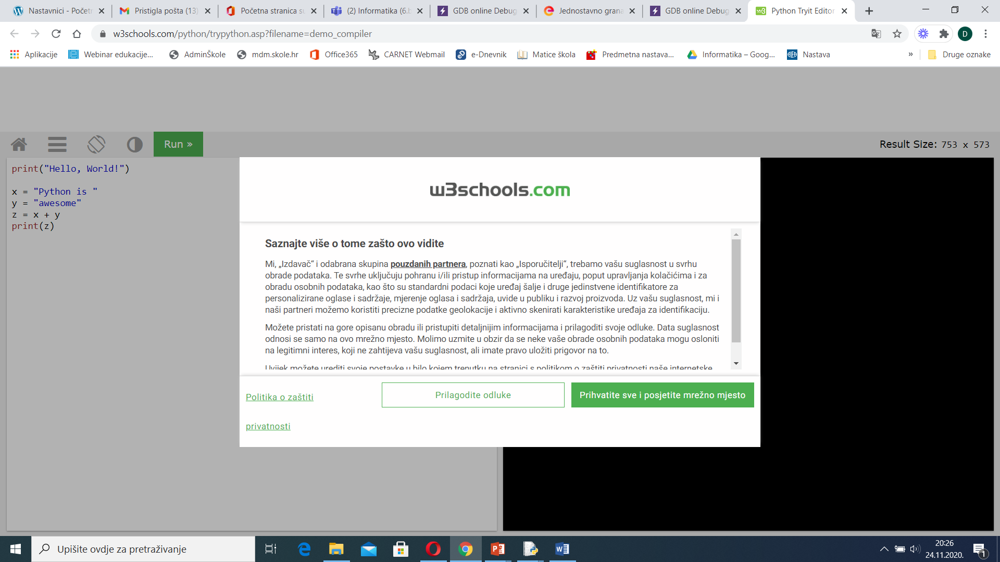 Nastavnici - Početn
Pristigla pošta (13)
Početna stranica su
(2) Informatika (6.b
GDB online Debug
Jednostavno grana
GDB online Debug
Python Tryit Editor
w3schools.com/python/trypython.asp?filename=demo_compiler
D
Aplikacije
Webinar edukacije...
AdminŠkole
mdm.skole.hr
Office365
CARNET Webmail
e-Dnevnik
Matice škola
Predmetna nastava...
Informatika – Goog...
Nastava
»
Druge oznake
Run »
Result Size: 753 x 573
print("Hello, World!")
x = "Python is "
y = "awesome"
z = x + y
print(z)
w3schools.com
Saznajte više o tome zašto ovo vidite
Mi, „Izdavač“ i odabrana skupina pouzdanih partnera, poznati kao „Isporučitelji“, trebamo vašu suglasnost u svrhu
obrade podataka. Te svrhe uključuju pohranu i/ili pristup informacijama na uređaju, poput upravljanja kolačićima i za
obradu osobnih podataka, kao što su standardni podaci koje uređaj šalje i druge jedinstvene identifikatore za
personalizirane oglase i sadržaje, mjerenje oglasa i sadržaja, uvide u publiku i razvoj proizvoda. Uz vašu suglasnost, mi i
naši partneri možemo koristiti precizne podatke geolokacije i aktivno skenirati karakteristike uređaja za identifikaciju.
Možete pristati na gore opisanu obradu ili pristupiti detaljnijim informacijama i prilagoditi svoje odluke. Data suglasnost
odnosi se samo na ovo mrežno mjesto. Molimo uzmite u obzir da se neke vaše obrade osobnih podataka mogu osloniti
na legitimni interes, koji ne zahtijeva vašu suglasnost, ali imate pravo uložiti prigovor na to.
Uvijek možete urediti svoje postavke u bilo kojem trenutku na stranici s politikom o zaštiti privatnosti naše internetske
Politika o zaštiti
privatnosti
Prilagodite odluke
Prihvatite sve i posjetite mrežno mjesto
Upišite ovdje za pretraživanje
20:26
24.11.2020.
1